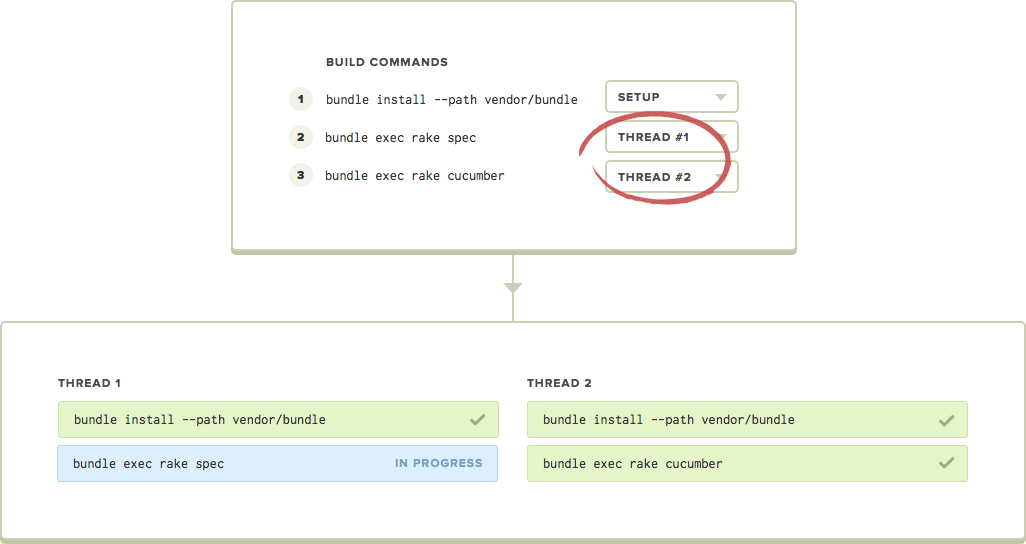 BUILD COMMANDS
1 bundle install --path vendor/bundle SETUP
2 bundle exec rake spec THREAD #1
3 bundle exec rake cucumber THREAD #2
THREAD 1
bundle install --path vendor/bundle
bundle exec rake spec IN PROGRESS
THREAD 2
bundle install --path vendor/bundle
bundle exec rake cucumber